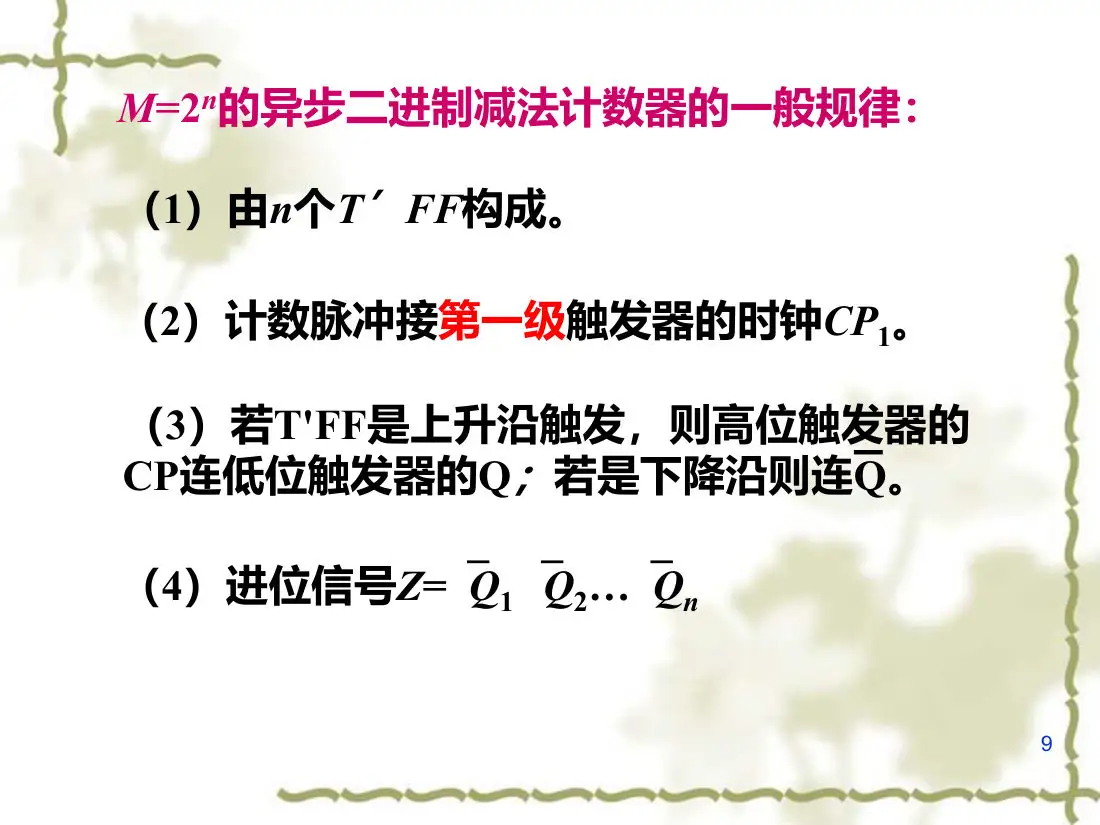 M=2ⁿ的异步二进制减法计数器的一般规律：
（1）由n个T′FF构成。
（2）计数脉冲接第一级触发器的时钟CP₁。
（3）若T'FF是上升沿触发，则高位触发器的
CP连低位触发器的Q；若是下降沿则连Q̅。
（4）进位信号Z= Q̅₁ Q̅₂… Q̅ₙ
9